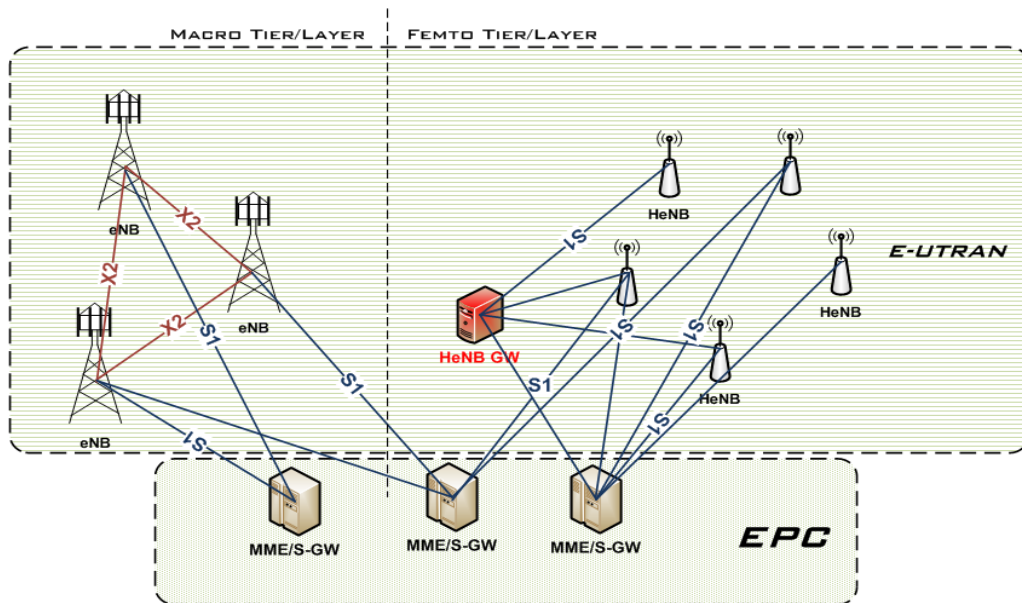 MACRO TIER/LAYER
FEMTO TIER/LAYER
X2
eNB
HeNB
S1
E-UTRAN
X2
HeNB
X2
eNB
S1
S1
S1
HeNB GW
S1
S1
HeNB
S1
eNB
S1
MME/S-GW
MME/S-GW
MME/S-GW
EPC